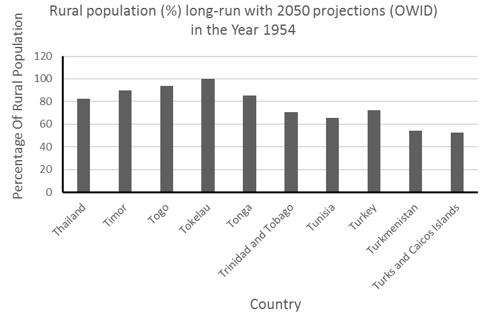 Rural population (%) long-run with 2050 projections (OWID)
in the Year 1954
Percentage Of Rural Population
120
100
80
60
40
20
0
Thailand
Timor
Togo
Tokelau
Tonga
Trinidad and Tobago
Tunisia
Turkey
Turkmenistan
Turks and Caicos Islands
Country